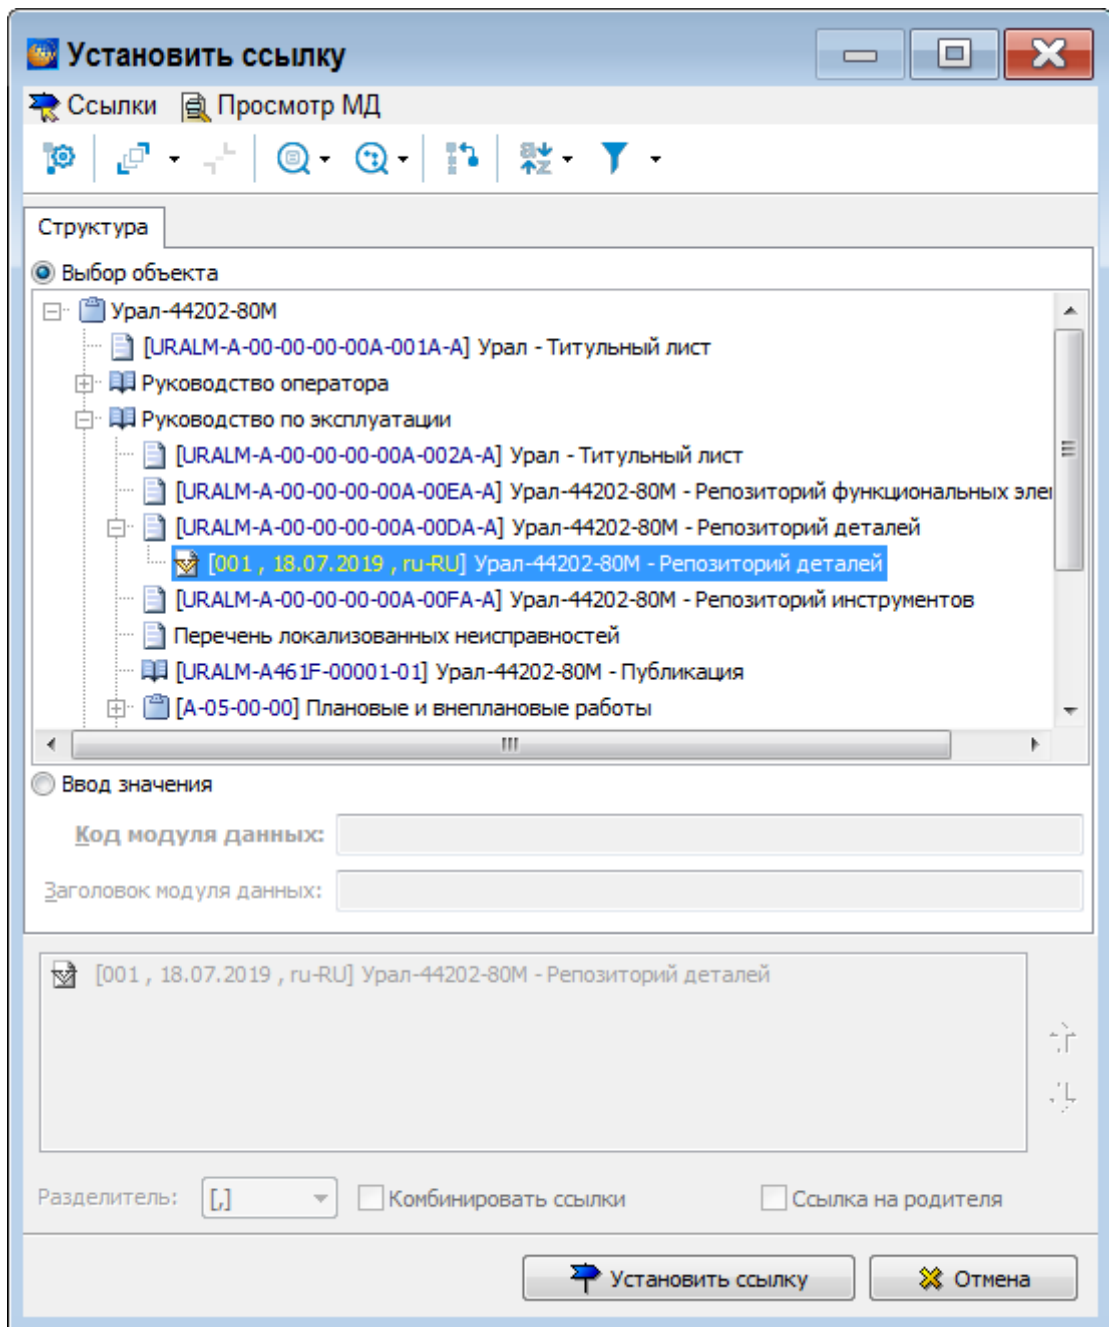 Установить ссылку
Ссылки Просмотр МД
Структура
Выбор объекта
Урал-44202-80М
[URALM-A-00-00-00-00A-001A-A] Урал - Титульный лист
Руководство оператора
Руководство по эксплуатации
[URALM-A-00-00-00-00A-002A-A] Урал - Титульный лист
[URALM-A-00-00-00-00A-00EA-A] Урал-44202-80М - Репозиторий функциональных элеі
[URALM-A-00-00-00-00A-00DA-A] Урал-44202-80М - Репозиторий деталей
[001 , 18.07.2019 , ru-RU] Урал-44202-80М - Репозиторий деталей
[URALM-A-00-00-00-00A-00FA-A] Урал-44202-80М - Репозиторий инструментов
Перечень локализованных неисправностей
[URALM-A461F-00001-01] Урал-44202-80М - Публикация
[A-05-00-00] Плановые и внеплановые работы
Ввод значения
Код модуля данных:
Заголовок модуля данных:
[001 , 18.07.2019 , ru-RU] Урал-44202-80М - Репозиторий деталей
Разделитель: [,] Комбинировать ссылки Ссылка на родителя
Установить ссылку Отмена